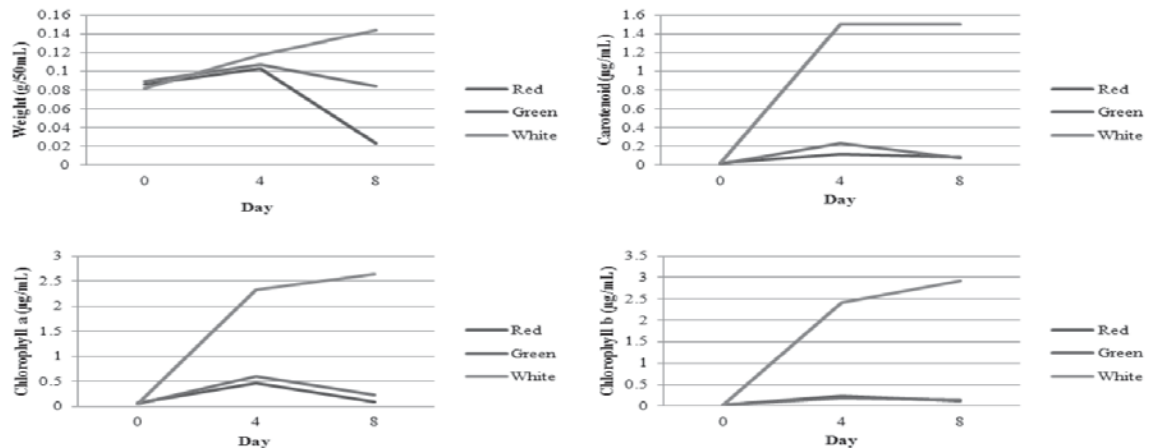 Weight (g/50mL)
0.16
0.14
0.12
0.1
0.08
0.06
0.04
0.02
0
0 4 8
Day
Red
Green
White
Carotenoid (µg/mL)
1.6
1.4
1.2
1
0.8
0.6
0.4
0.2
0
0 4 8
Day
Red
Green
White
Chlorophyll a (µg/mL)
3
2.5
2
1.5
1
0.5
0
0 4 8
Day
Red
Green
White
Chlorophyll b (µg/mL)
3.5
3
2.5
2
1.5
1
0.5
0
0 4 8
Day
Red
Green
White